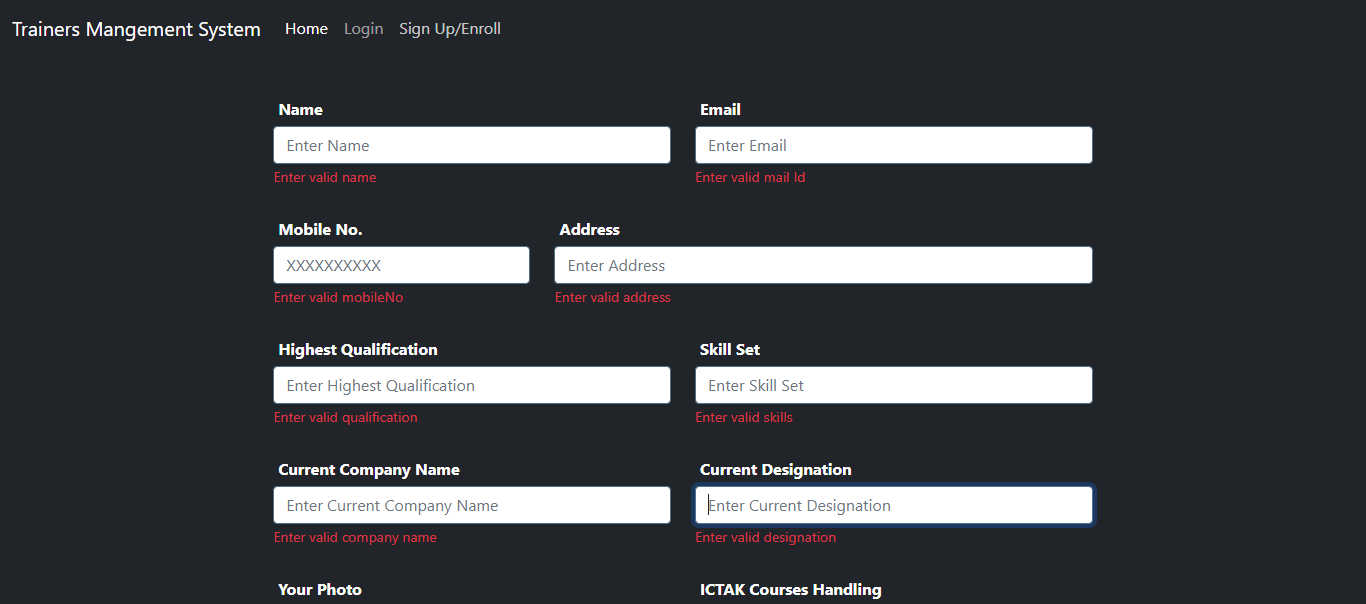 Trainers Mangement System Home Login Sign Up/Enroll
Name Email
Enter Name Enter Email
Enter valid name Enter valid mail Id
Mobile No. Address
XXXXXXXXXX Enter Address
Enter valid mobileNo Enter valid address
Highest Qualification Skill Set
Enter Highest Qualification Enter Skill Set
Enter valid qualification Enter valid skills
Current Company Name Current Designation
Enter Current Company Name Enter Current Designation
Enter valid company name Enter valid designation
Your Photo ICTAK Courses Handling